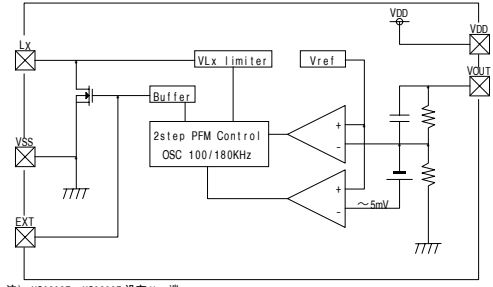 VDD
LX
VDD
VLx limiter
Vref
VOUT
Buffer
2step PFM Control
OSC 100/180KHz
+
-
VSS
+
～5mV
-
EXT